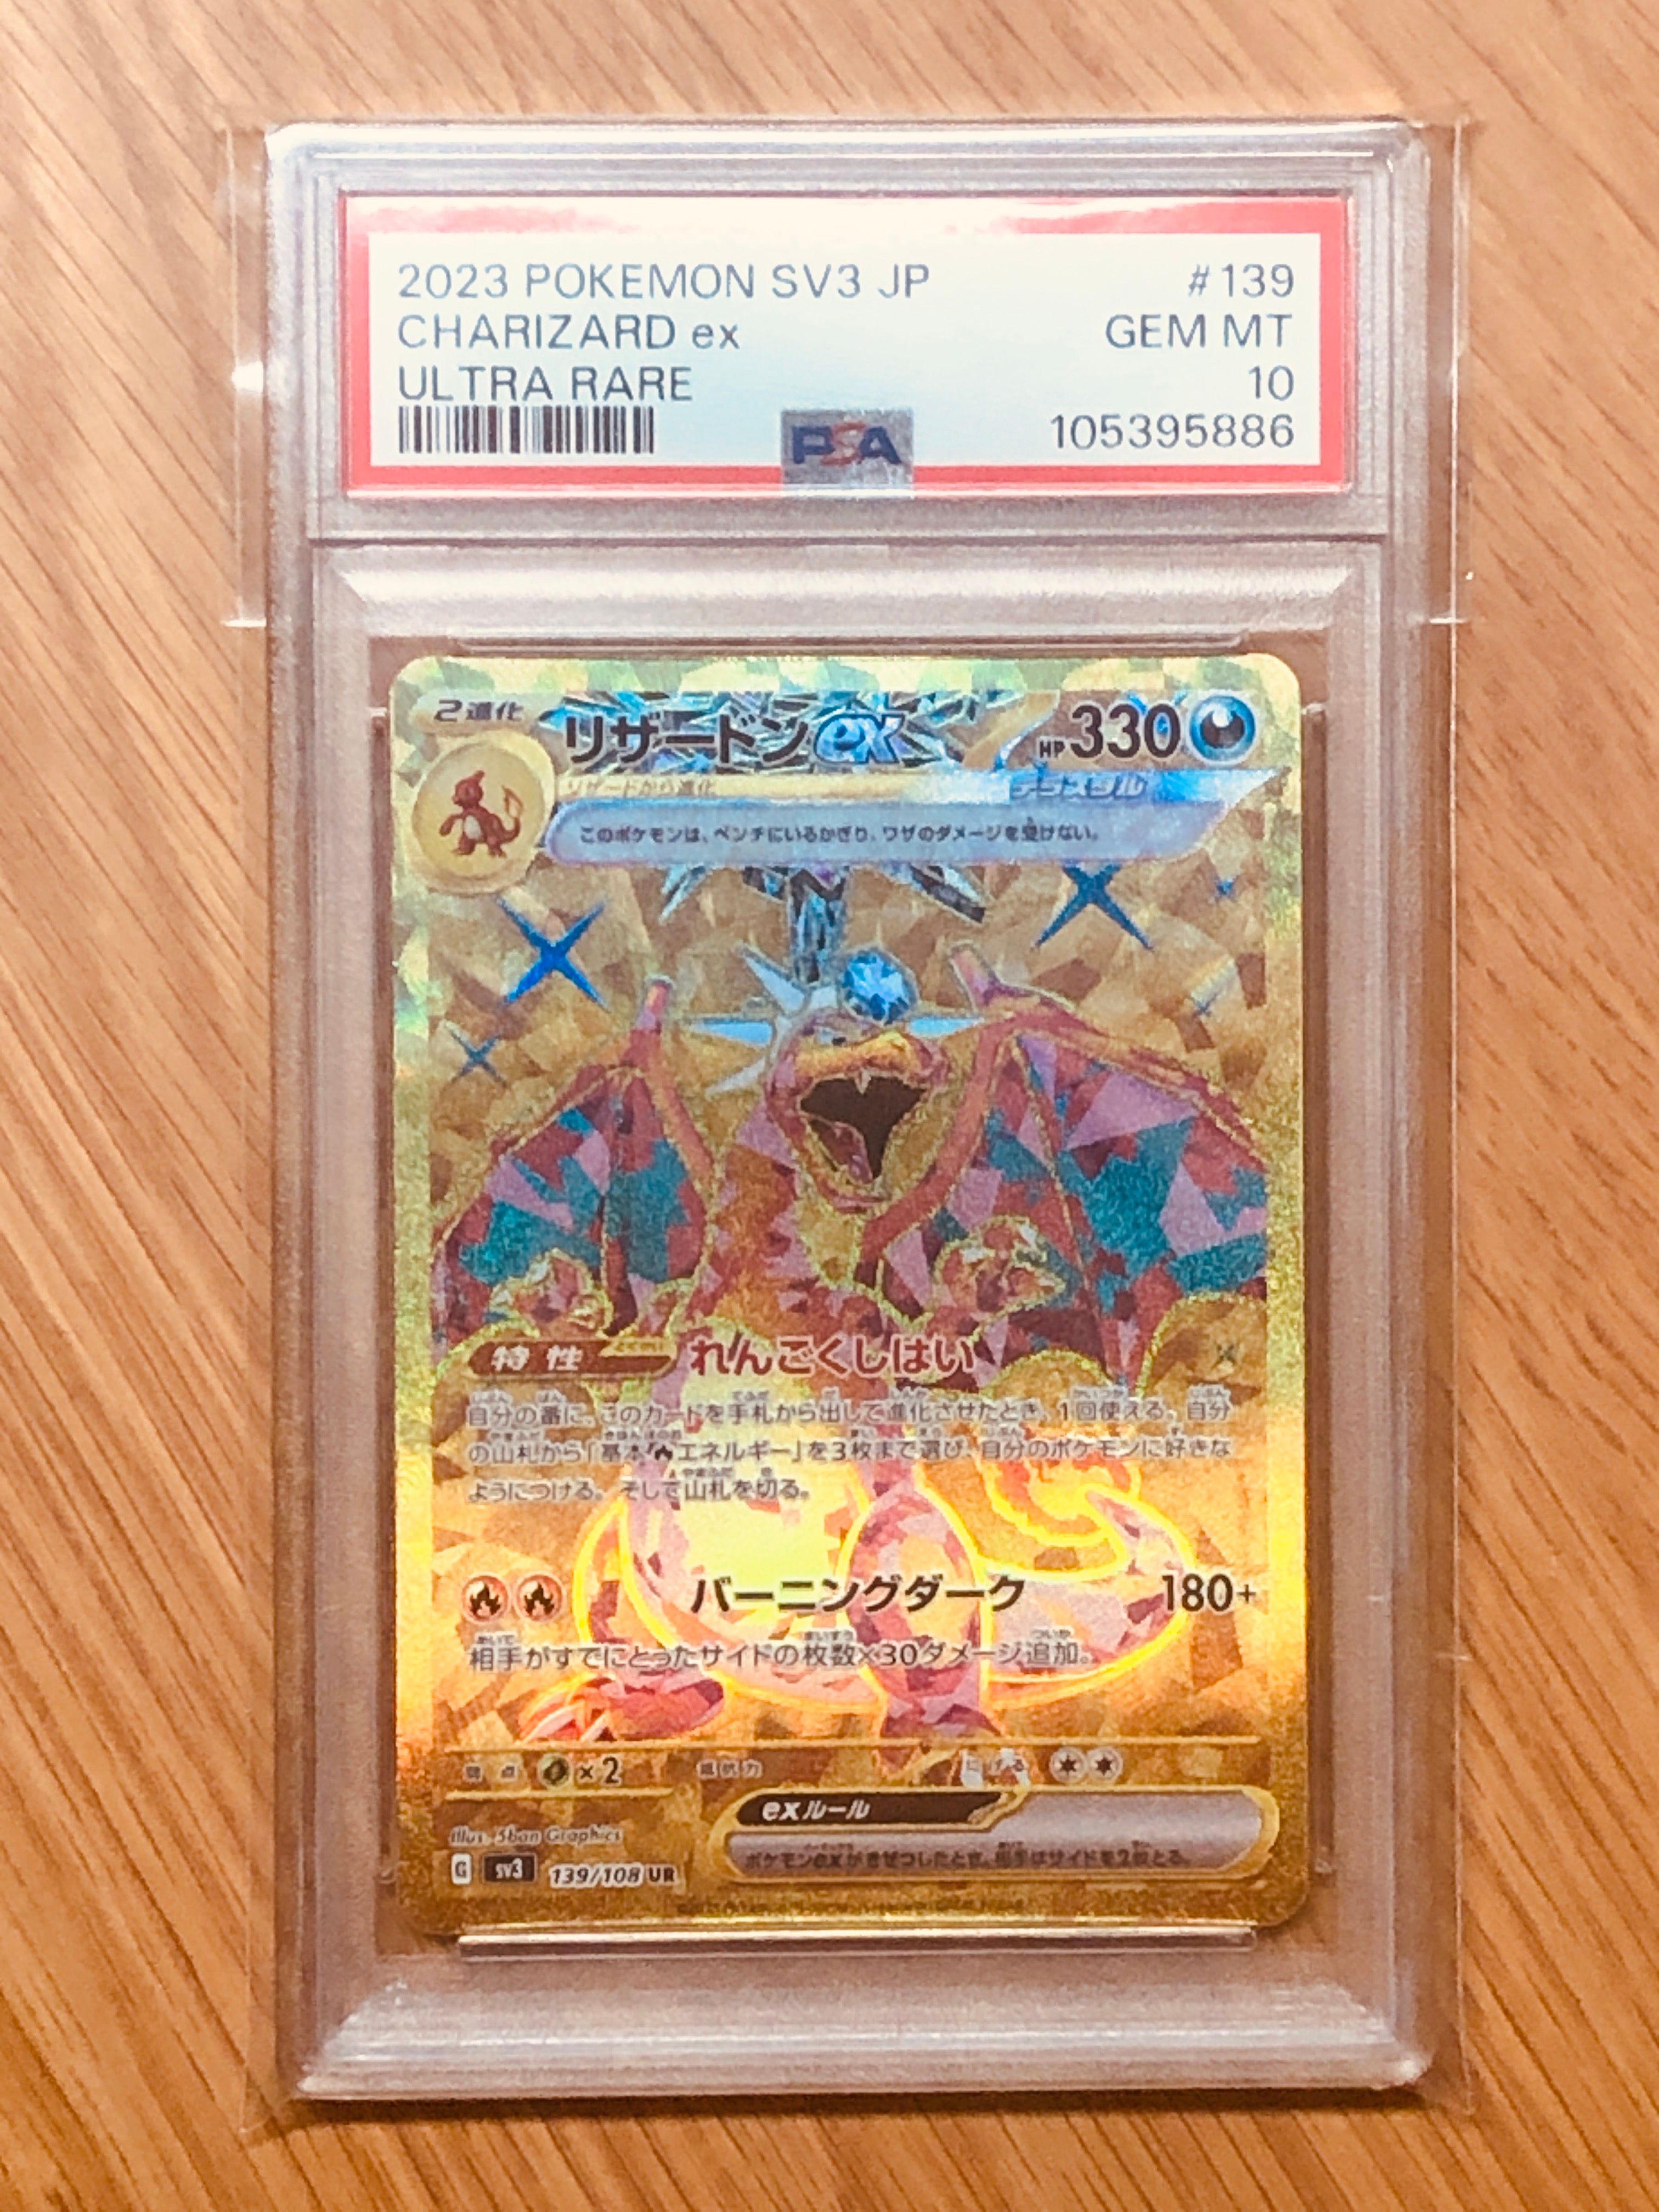 2023 POKEMON SV3 JP #139
CHARIZARD ex GEM MT
ULTRA RARE 10
PSA 105395886
2進化 リザードンex HP330
リザードから進化 テラスタル
このポケモンは、ベンチにいるかぎり、ワザのダメージを受けない。
特性 れんごくしはい
自分の番に、このカードを手札から出して進化させたとき、1回使える。自分
の山札から「基本エネルギー」を3枚まで選び、自分のポケモンに好きな
ようにつける。そして山札を切る。
バーニングダーク 180+
相手がすでにとったサイドの枚数×30ダメージ追加。
弱点 ×2 抵抗力 にげる
exルール
Illus. 5ban Graphics
ポケモンexがきぜつしたとき、相手はサイドを2枚とる。
G sv3 139/108 UR